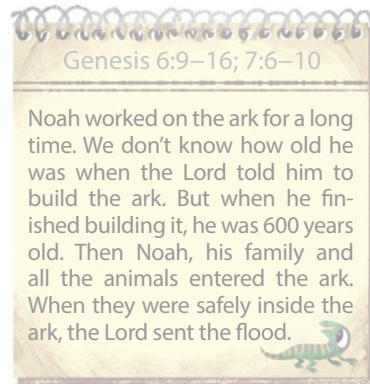 Genesis 6:9–16; 7:6–10
Noah worked on the ark for a long
time. We don’t know how old he
was when the Lord told him to
build the ark. But when he fin-
ished building it, he was 600 years
old. Then Noah, his family and
all the animals entered the ark.
When they were safely inside the
ark, the Lord sent the flood.